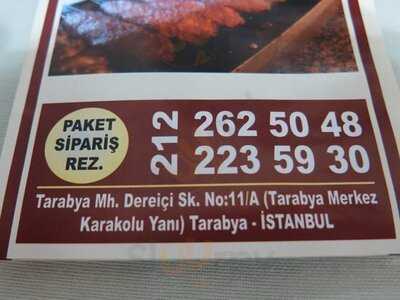 PAKET
SİPARİŞ
REZ.
212
262 50 48
223 59 30
Tarabya Mh. Dereiçi Sk. No:11/A (Tarabya Merkez
Karakolu Yanı) Tarabya - İSTANBUL